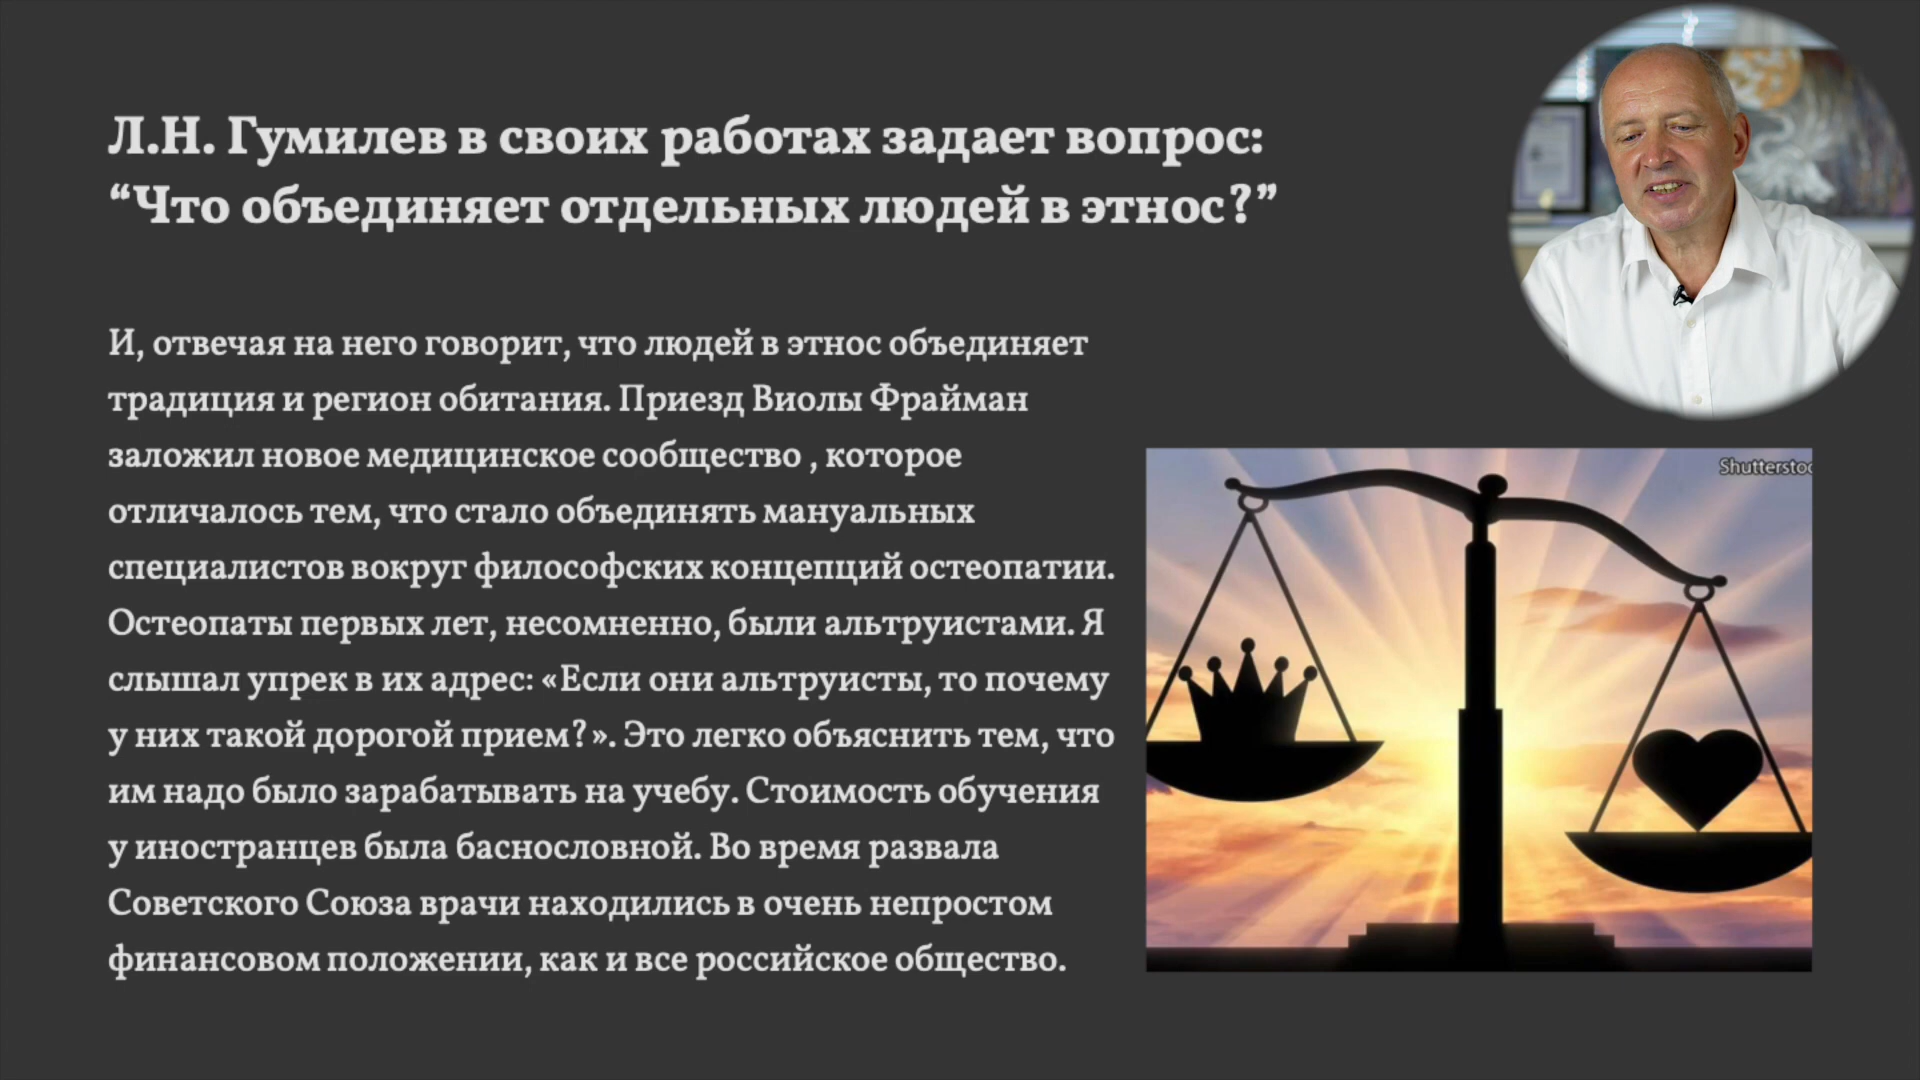 Л.Н. Гумилев в своих работах задает вопрос:
“Что объединяет отдельных людей в этнос?”
И, отвечая на него говорит, что людей в этнос объединяет
традиция и регион обитания. Приезд Виолы Фрайман
заложил новое медицинское сообщество , которое
отличалось тем, что стало объединять мануальных
специалистов вокруг философских концепций остеопатии.
Остеопаты первых лет, несомненно, были альтруистами. Я
слышал упрек в их адрес: «Если они альтруисты, то почему
у них такой дорогой прием?». Это легко объяснить тем, что
им надо было зарабатывать на учебу. Стоимость обучения
у иностранцев была баснословной. Во время развала
Советского Союза врачи находились в очень непростом
финансовом положении, как и все российское общество.
Shutterstoc